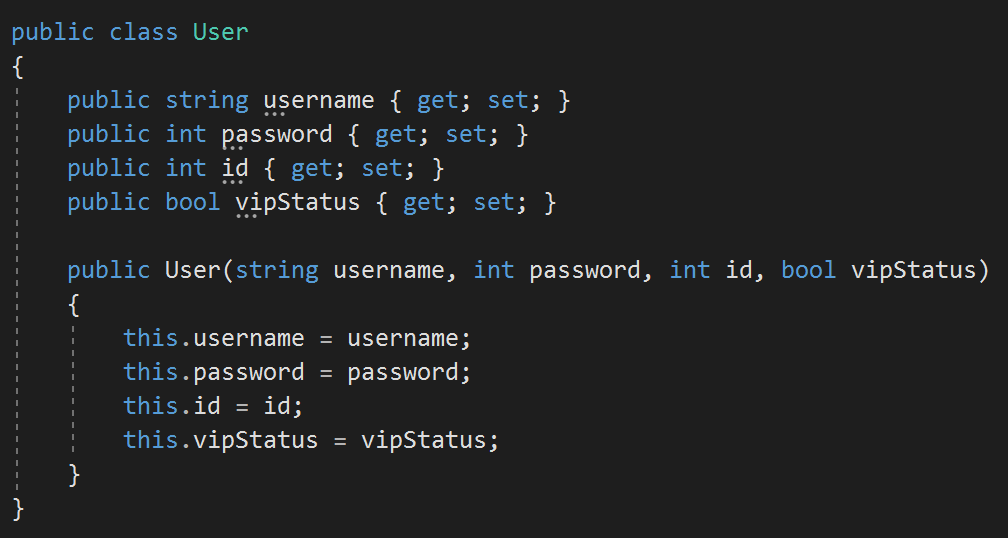 public class User
{
    public string username { get; set; }
    public int password { get; set; }
    public int id { get; set; }
    public bool vipStatus { get; set; }

    public User(string username, int password, int id, bool vipStatus)
    {
        this.username = username;
        this.password = password;
        this.id = id;
        this.vipStatus = vipStatus;
    }
}